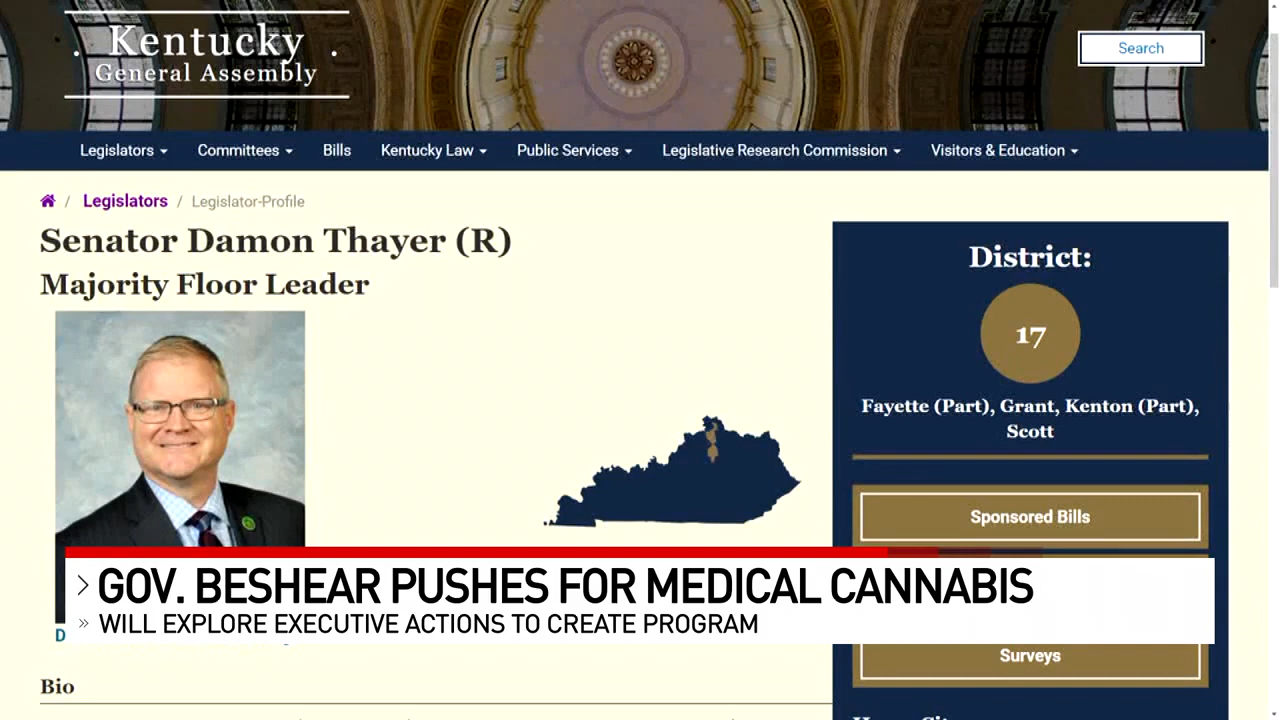 Kentucky
General Assembly
Search
Legislators
Committees
Bills
Kentucky Law
Public Services
Legislative Research Commission
Visitors & Education
/ Legislators / Legislator-Profile
Senator Damon Thayer (R)
Majority Floor Leader
District:
17
Fayette (Part), Grant, Kenton (Part),
Scott
Sponsored Bills
GOV. BESHEAR PUSHES FOR MEDICAL CANNABIS
» WILL EXPLORE EXECUTIVE ACTIONS TO CREATE PROGRAM
D
Surveys
Bio